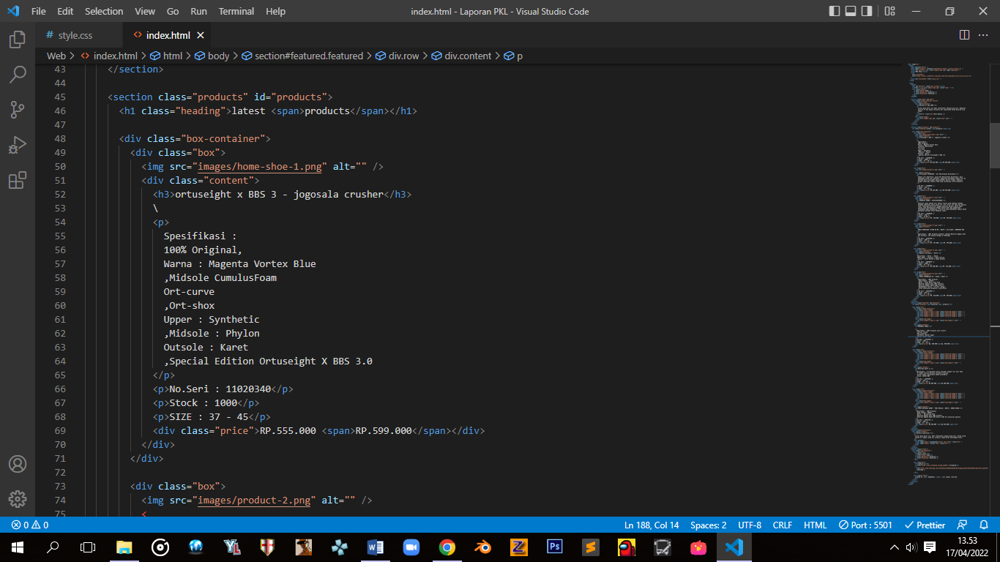 File Edit Selection View Go Run Terminal Help index.html - Laporan PKL - Visual Studio Code
# style.css <> index.html
Web > <> index.html > html > body > section#featured.featured > div.row > div.content > p
43 </section>
44
45 <section class="products" id="products">
46 <h1 class="heading">latest <span>products</span></h1>
47
48 <div class="box-container">
49 <div class="box">
50 <img src="images/home-shoe-1.png" alt="" />
51 <div class="content">
52 <h3>ortuseight x BBS 3 - jogosala crusher</h3>
53 \
54 <p>
55 Spesifikasi :
56 100% Original,
57 Warna : Magenta Vortex Blue
58 ,Midsole CumulusFoam
59 Ort-curve
60 ,Ort-shox
61 Upper : Synthetic
62 ,Midsole : Phylon
63 Outsole : Karet
64 ,Special Edition Ortuseight X BBS 3.0
65 </p>
66 <p>No.Seri : 11020340</p>
67 <p>Stock : 1000</p>
68 <p>SIZE : 37 - 45</p>
69 <div class="price">RP.555.000 <span>RP.599.000</span></div>
70 </div>
71 </div>
72
73 <div class="box">
74 <img src="images/product-2.png" alt="" />
75 <
0 0 Ln 188, Col 14 Spaces: 2 UTF-8 CRLF HTML Port : 5501 Prettier
13.53
17/04/2022